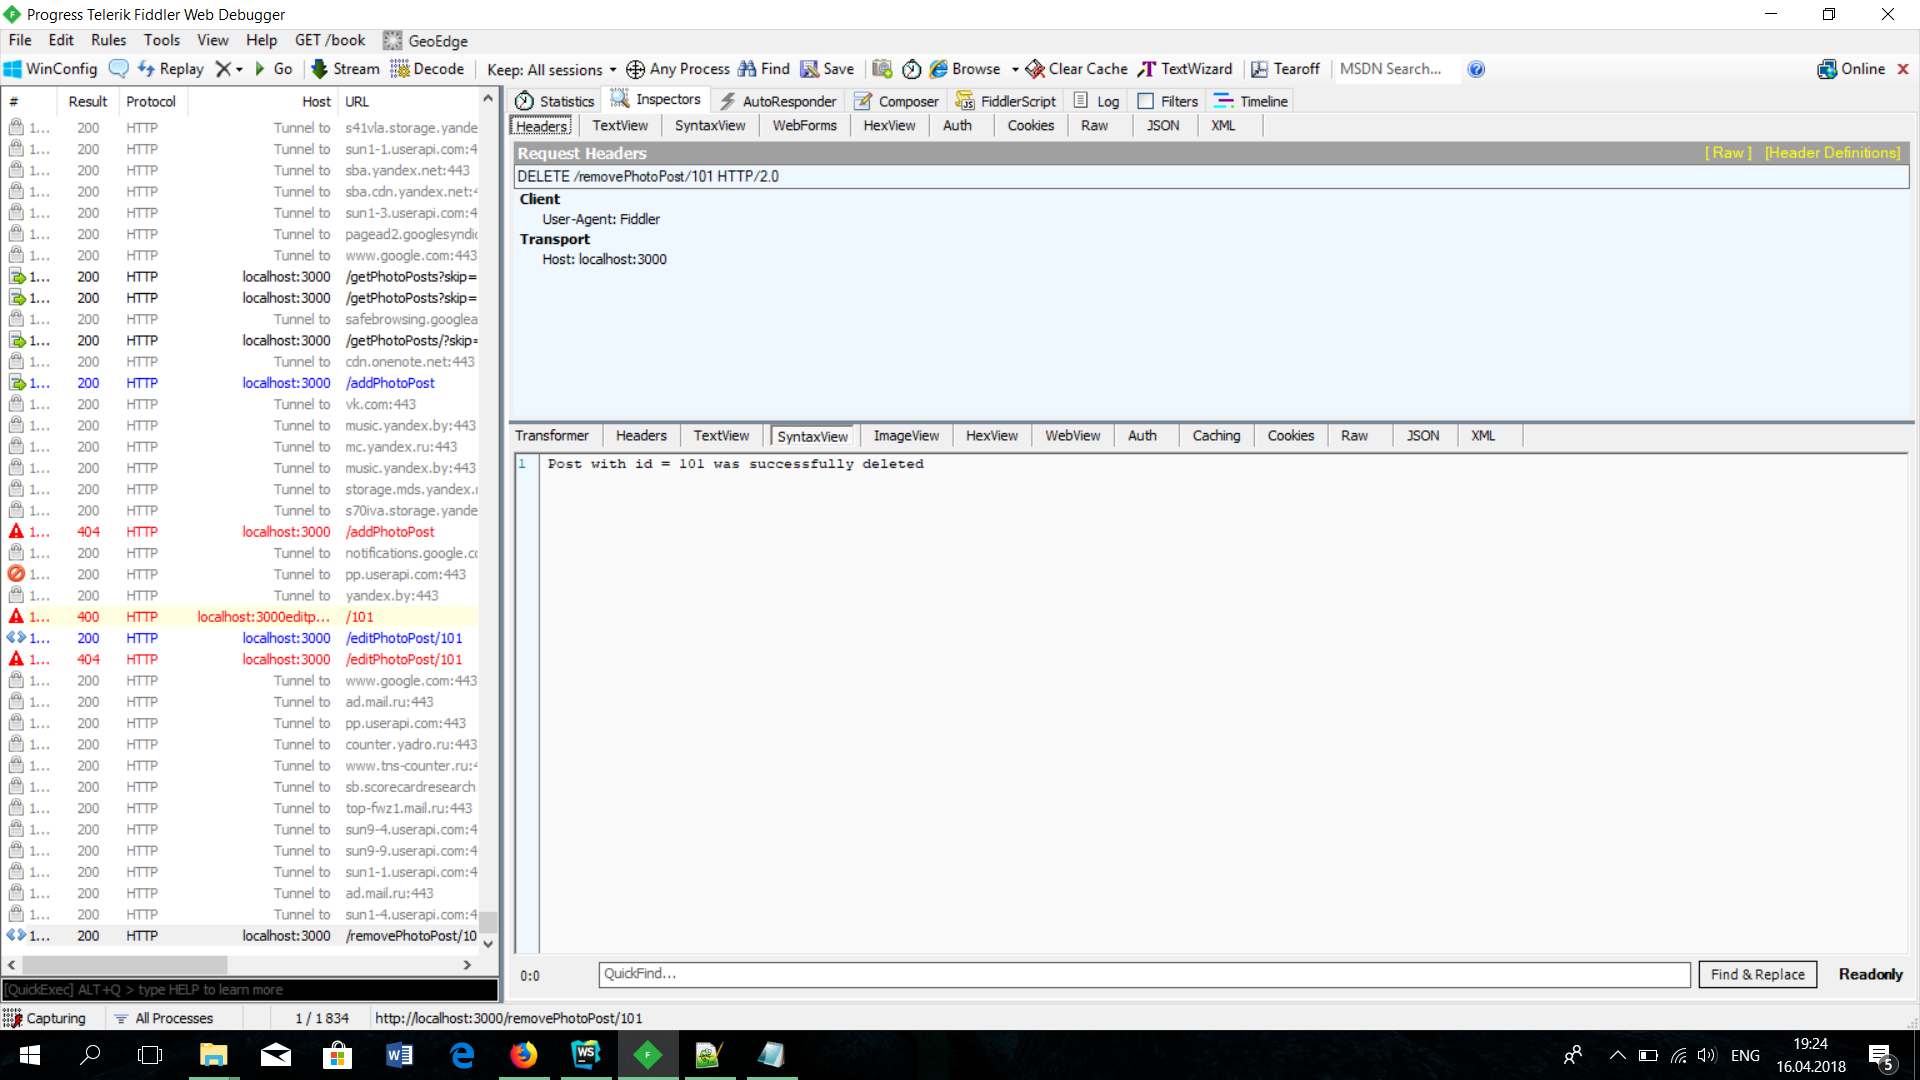 Progress Telerik Fiddler Web Debugger
File Edit Rules Tools View Help GET /book GeoEdge
WinConfig Replay Go Stream Decode Keep: All sessions Any Process Find Save Browse Clear Cache TextWizard Tearoff MSDN Search... Online
# Result Protocol Host URL
1... 200 HTTP Tunnel to s41vla.storage.yande
1... 200 HTTP Tunnel to sun1-1.userapi.com:4
1... 200 HTTP Tunnel to sba.yandex.net:443
1... 200 HTTP Tunnel to sba.cdn.yandex.net:4
1... 200 HTTP Tunnel to sun1-3.userapi.com:4
1... 200 HTTP Tunnel to pagead2.googlesyndic
1... 200 HTTP Tunnel to www.google.com:443
1... 200 HTTP localhost:3000 /getPhotoPosts?skip=
1... 200 HTTP localhost:3000 /getPhotoPosts?skip=
1... 200 HTTP Tunnel to safebrowsing.googlea
1... 200 HTTP localhost:3000 /getPhotoPosts/?skip=
1... 200 HTTP Tunnel to cdn.onenote.net:443
1... 200 HTTP localhost:3000 /addPhotoPost
1... 200 HTTP Tunnel to vk.com:443
1... 200 HTTP Tunnel to music.yandex.by:443
1... 200 HTTP Tunnel to mc.yandex.ru:443
1... 200 HTTP Tunnel to music.yandex.by:443
1... 200 HTTP Tunnel to storage.mds.yandex.
1... 200 HTTP Tunnel to s70iva.storage.yande
1... 404 HTTP localhost:3000 /addPhotoPost
1... 200 HTTP Tunnel to notifications.google.co
1... 200 HTTP Tunnel to pp.userapi.com:443
1... 200 HTTP Tunnel to yandex.by:443
1... 400 HTTP localhost:3000editp... /101
1... 200 HTTP localhost:3000 /editPhotoPost/101
1... 404 HTTP localhost:3000 /editPhotoPost/101
1... 200 HTTP Tunnel to www.google.com:443
1... 200 HTTP Tunnel to ad.mail.ru:443
1... 200 HTTP Tunnel to pp.userapi.com:443
1... 200 HTTP Tunnel to counter.yadro.ru:443
1... 200 HTTP Tunnel to www.tns-counter.ru:4
1... 200 HTTP Tunnel to sb.scorecardresearch
1... 200 HTTP Tunnel to top-fwz1.mail.ru:443
1... 200 HTTP Tunnel to sun9-4.userapi.com:4
1... 200 HTTP Tunnel to sun9-9.userapi.com:4
1... 200 HTTP Tunnel to sun1-1.userapi.com:4
1... 200 HTTP Tunnel to ad.mail.ru:443
1... 200 HTTP Tunnel to sun1-4.userapi.com:4
1... 200 HTTP localhost:3000 /removePhotoPost/10
[QuickExec] ALT+Q > type HELP to learn more
Statistics Inspectors AutoResponder Composer FiddlerScript Log Filters Timeline
Headers TextView SyntaxView WebForms HexView Auth Cookies Raw JSON XML
Request Headers [ Raw ] [Header Definitions]
DELETE /removePhotoPost/101 HTTP/2.0
Client
User-Agent: Fiddler
Transport
Host: localhost:3000
Transformer Headers TextView SyntaxView ImageView HexView WebView Auth Caching Cookies Raw JSON XML
1 Post with id = 101 was successfully deleted
0:0 QuickFind... Find & Replace Readonly
Capturing All Processes 1 / 1 834 http://localhost:3000/removePhotoPost/101
ENG 19:24
16.04.2018
5